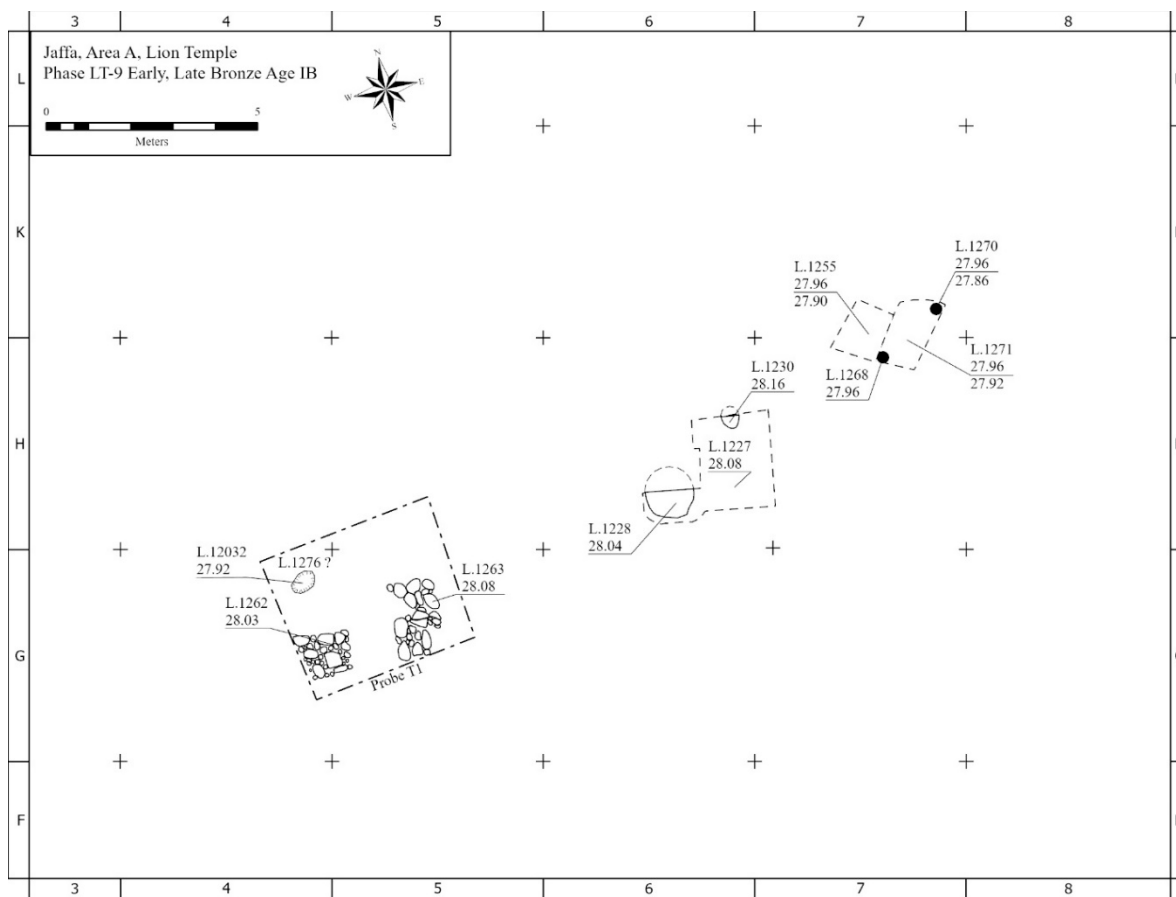 3 4 5 6 7 8
Jaffa, Area A, Lion Temple
Phase LT-9 Early, Late Bronze Age IB
N
E
W
S
0 5
Meters
L
K
H
G
F
L.1270
27.96
27.86
L.1255
27.96
27.90
L.1271
27.96
27.92
L.1268
27.96
L.1230
28.16
L.1227
28.08
L.1228
28.04
L.12032
27.92
L.1276 ?
L.1263
28.08
L.1262
28.03
Probe T1
3 4 5 6 7 8